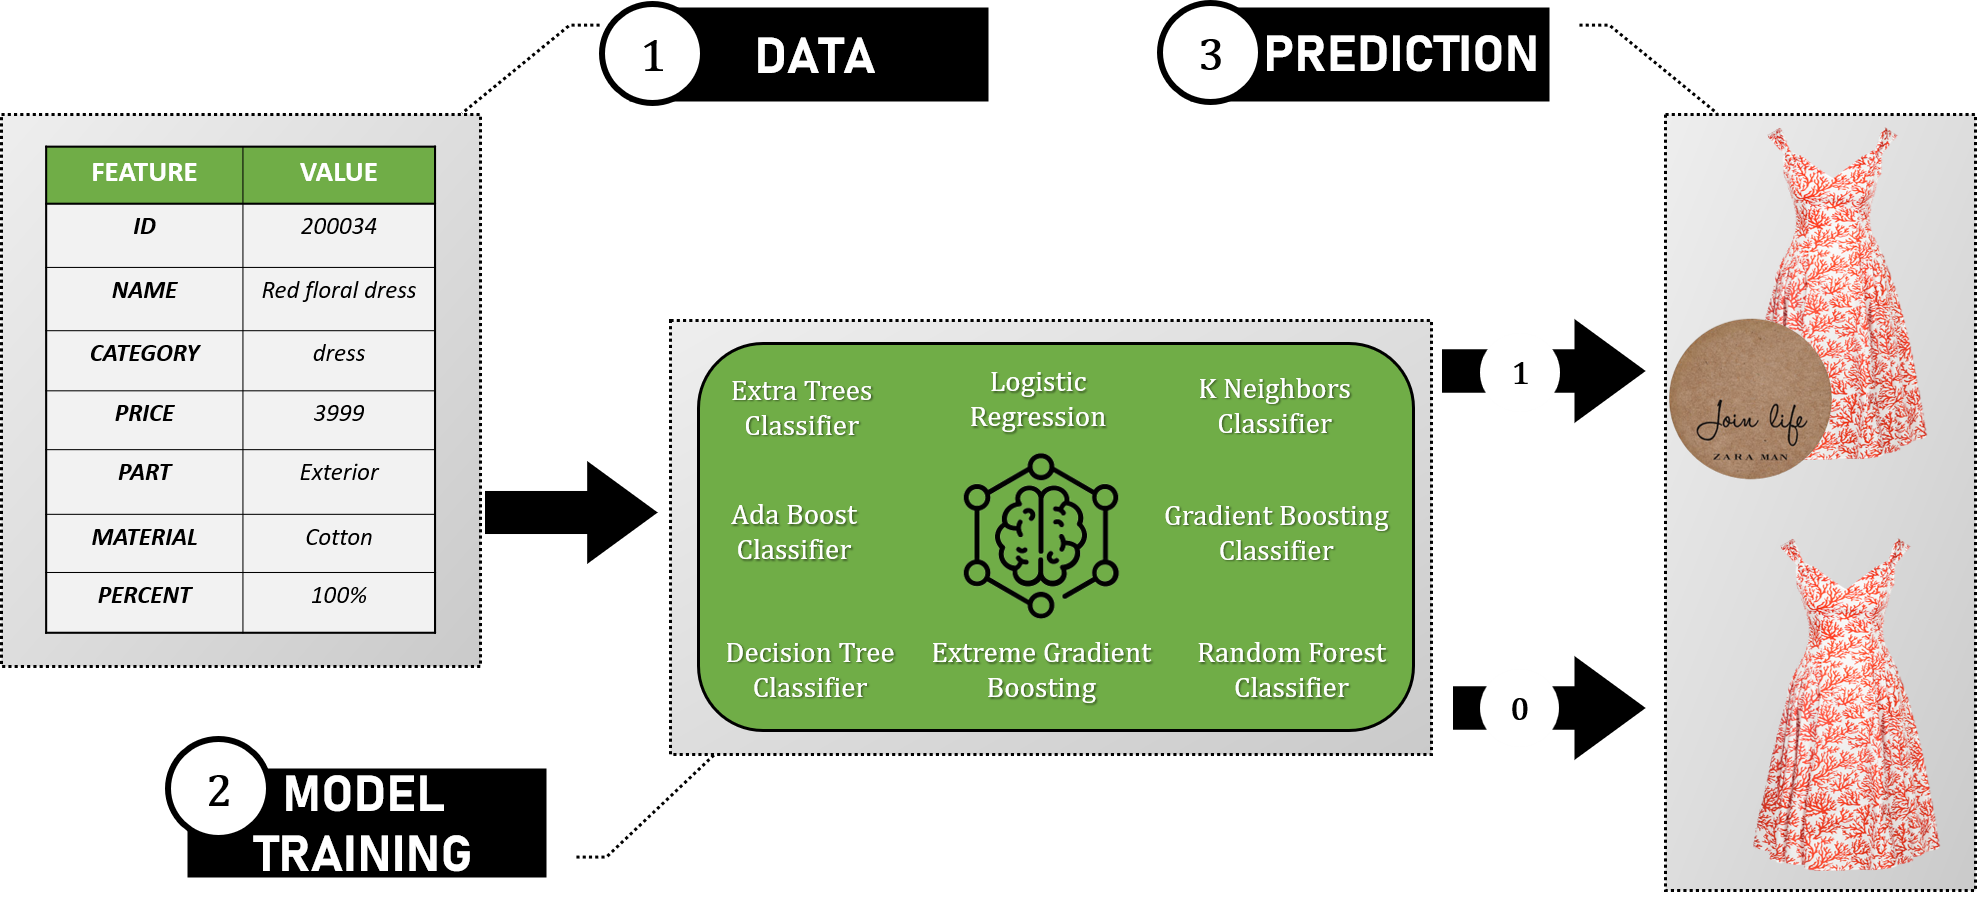 1 DATA
3 PREDICTION
FEATURE VALUE
ID 200034
NAME Red floral dress
CATEGORY dress
PRICE 3999
PART Exterior
MATERIAL Cotton
PERCENT 100%
2 MODEL
TRAINING
Extra Trees
Classifier
Logistic
Regression
K Neighbors
Classifier
Ada Boost
Classifier
Gradient Boosting
Classifier
Decision Tree
Classifier
Extreme Gradient
Boosting
Random Forest
Classifier
1
0
Join life
ZARA MAN